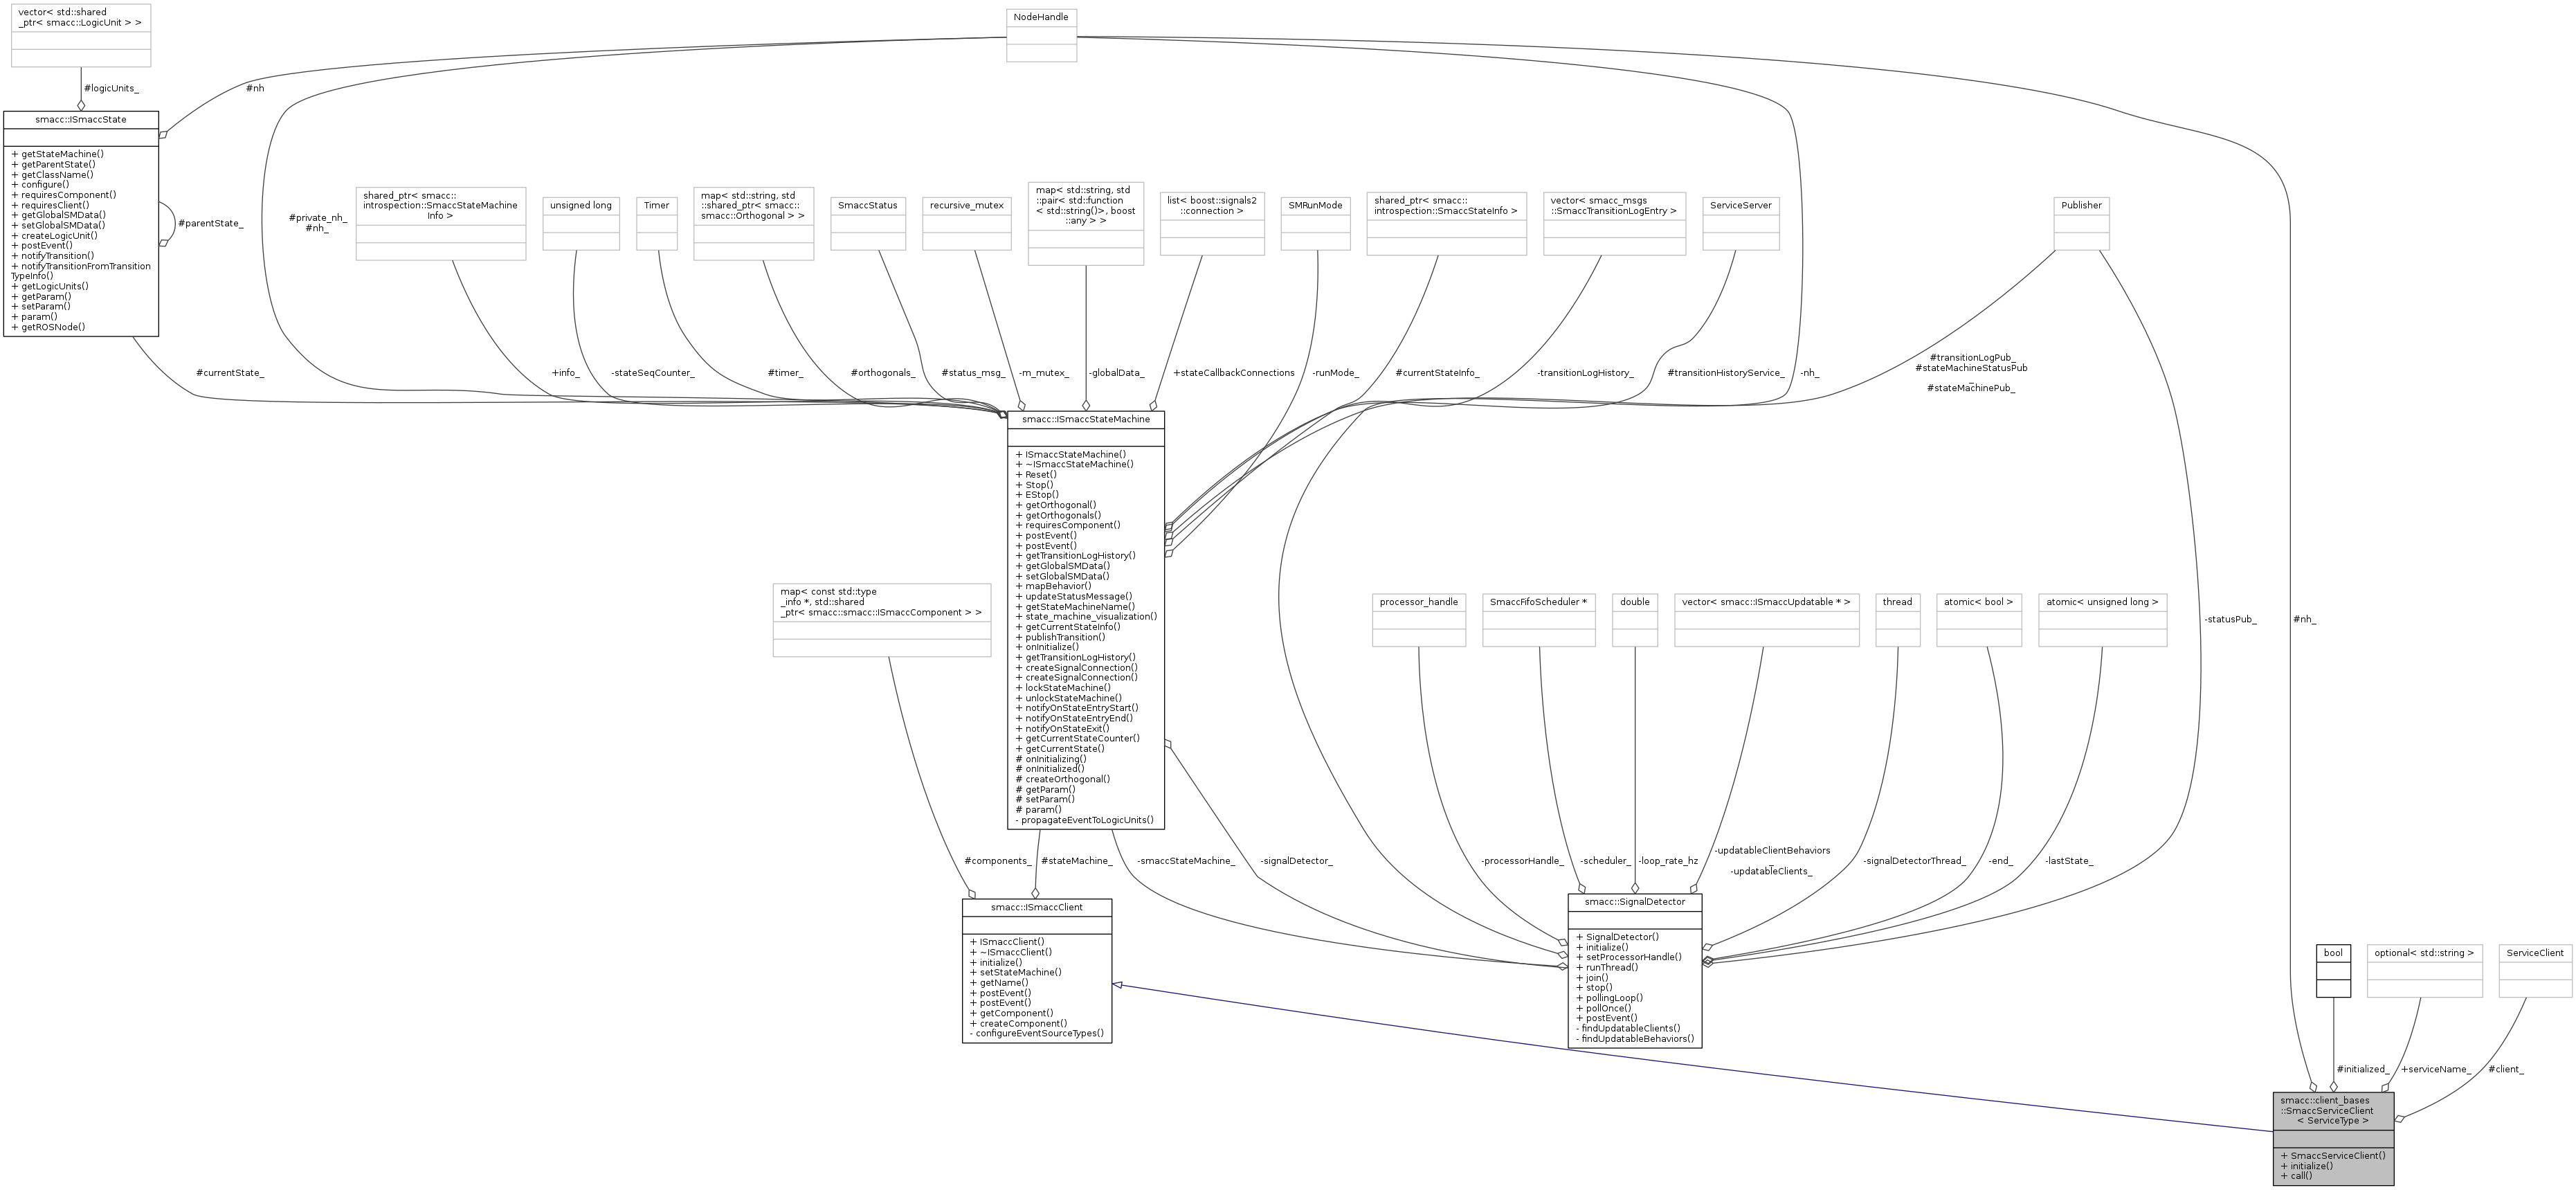 vector< std::shared
_ptr< smacc::LogicUnit > >
NodeHandle
#logicUnits_
#nh
smacc::ISmaccState
+ getStateMachine()
+ getParentState()
+ getClassName()
+ configure()
+ requiresComponent()
+ requiresClient()
+ getGlobalSMData()
+ setGlobalSMData()
+ createLogicUnit()
+ postEvent()
+ notifyTransition()
+ notifyTransitionFromTransition
TypeInfo()
+ getLogicUnits()
+ getParam()
+ setParam()
+ param()
+ getROSNode()
#parentState_
#private_nh_
#nh_
shared_ptr< smacc::
introspection::SmaccStateMachine
Info >
unsigned long
Timer
map< std::string, std
::shared_ptr< smacc::
smacc::Orthogonal > >
SmaccStatus
recursive_mutex
map< std::string, std
::pair< std::function
< std::string()>, boost
::any > >
list< boost::signals2
::connection >
SMRunMode
shared_ptr< smacc::
introspection::SmaccStateInfo >
vector< smacc_msgs
::SmaccTransitionLogEntry >
ServiceServer
Publisher
#currentState_
+info_
-stateSeqCounter_
#timer_
#orthogonals_
#status_msg_
-m_mutex_
-globalData_
+stateCallbackConnections
-runMode_
#currentStateInfo_
-transitionLogHistory_
#transitionHistoryService_
-nh_
#transitionLogPub_
#stateMachineStatusPub
_
#stateMachinePub_
smacc::ISmaccStateMachine
+ ISmaccStateMachine()
+ ~ISmaccStateMachine()
+ Reset()
+ Stop()
+ EStop()
+ getOrthogonal()
+ getOrthogonals()
+ requiresComponent()
+ postEvent()
+ postEvent()
+ getTransitionLogHistory()
+ getGlobalSMData()
+ setGlobalSMData()
+ mapBehavior()
+ updateStatusMessage()
+ getStateMachineName()
+ state_machine_visualization()
+ getCurrentStateInfo()
+ publishTransition()
+ onInitialize()
+ getTransitionLogHistory()
+ createSignalConnection()
+ createSignalConnection()
+ lockStateMachine()
+ unlockStateMachine()
+ notifyOnStateEntryStart()
+ notifyOnStateEntryEnd()
+ notifyOnStateExit()
+ getCurrentStateCounter()
+ getCurrentState()
# onInitializing()
# onInitialized()
# createOrthogonal()
# getParam()
# setParam()
# param()
- propagateEventToLogicUnits()
map< const std::type
_info *, std::shared
_ptr< smacc::smacc::ISmaccComponent > >
processor_handle
SmaccFifoScheduler *
double
vector< smacc::ISmaccUpdatable * >
thread
atomic< bool >
atomic< unsigned long >
-statusPub_
#nh_
#components_
#stateMachine_
-smaccStateMachine_
-signalDetector_
-processorHandle_
-scheduler_
-loop_rate_hz
-updatableClientBehaviors
_
-updatableClients_
-signalDetectorThread_
-end_
-lastState_
smacc::ISmaccClient
+ ISmaccClient()
+ ~ISmaccClient()
+ initialize()
+ setStateMachine()
+ getName()
+ postEvent()
+ postEvent()
+ getComponent()
+ createComponent()
- configureEventSourceTypes()
smacc::SignalDetector
+ SignalDetector()
+ initialize()
+ setProcessorHandle()
+ runThread()
+ join()
+ stop()
+ pollingLoop()
+ pollOnce()
+ postEvent()
- findUpdatableClients()
- findUpdatableBehaviors()
bool
optional< std::string >
ServiceClient
#initialized_
+serviceName_
#client_
smacc::client_bases
::SmaccServiceClient
< ServiceType >
+ SmaccServiceClient()
+ initialize()
+ call()